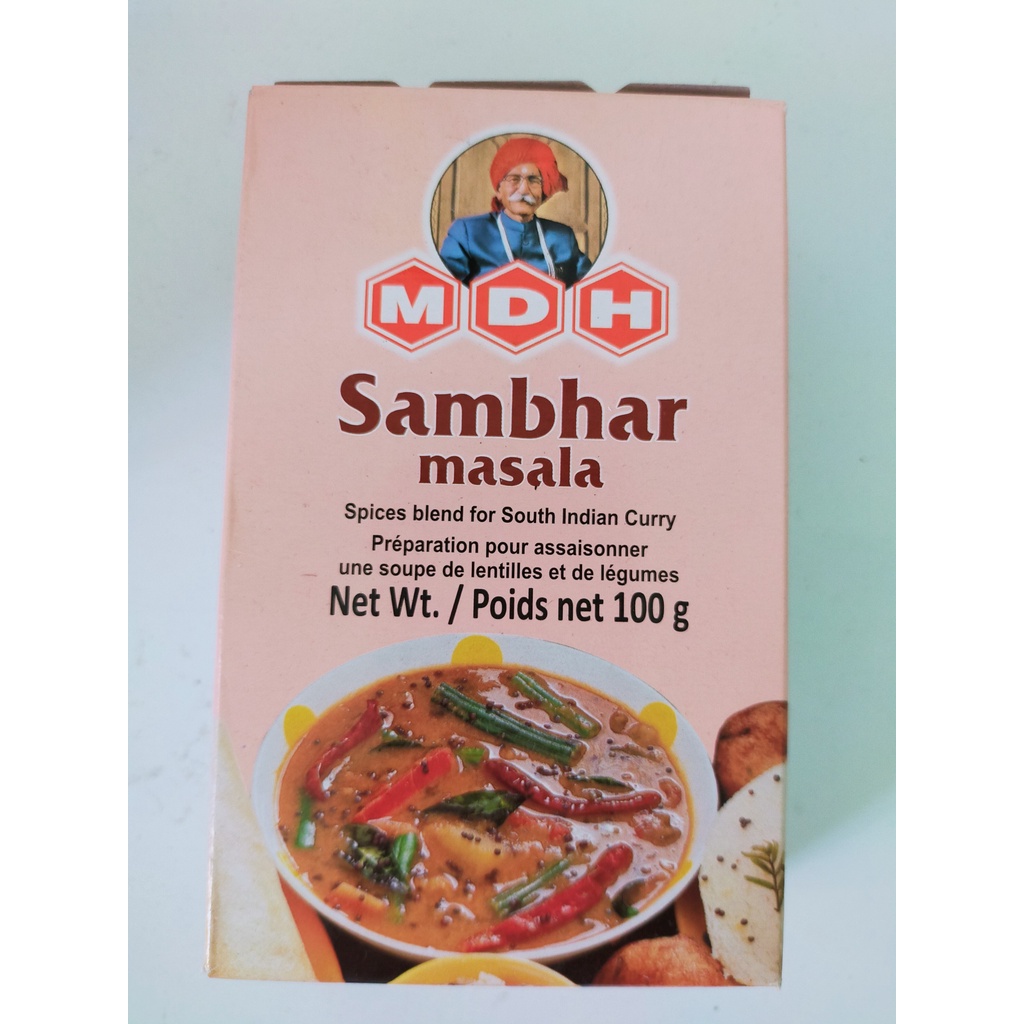 MDH
Sambhar
masala
Spices blend for South Indian Curry
Préparation pour assaisonner
une soupe de lentilles et de légumes
Net Wt. / Poids net 100 g